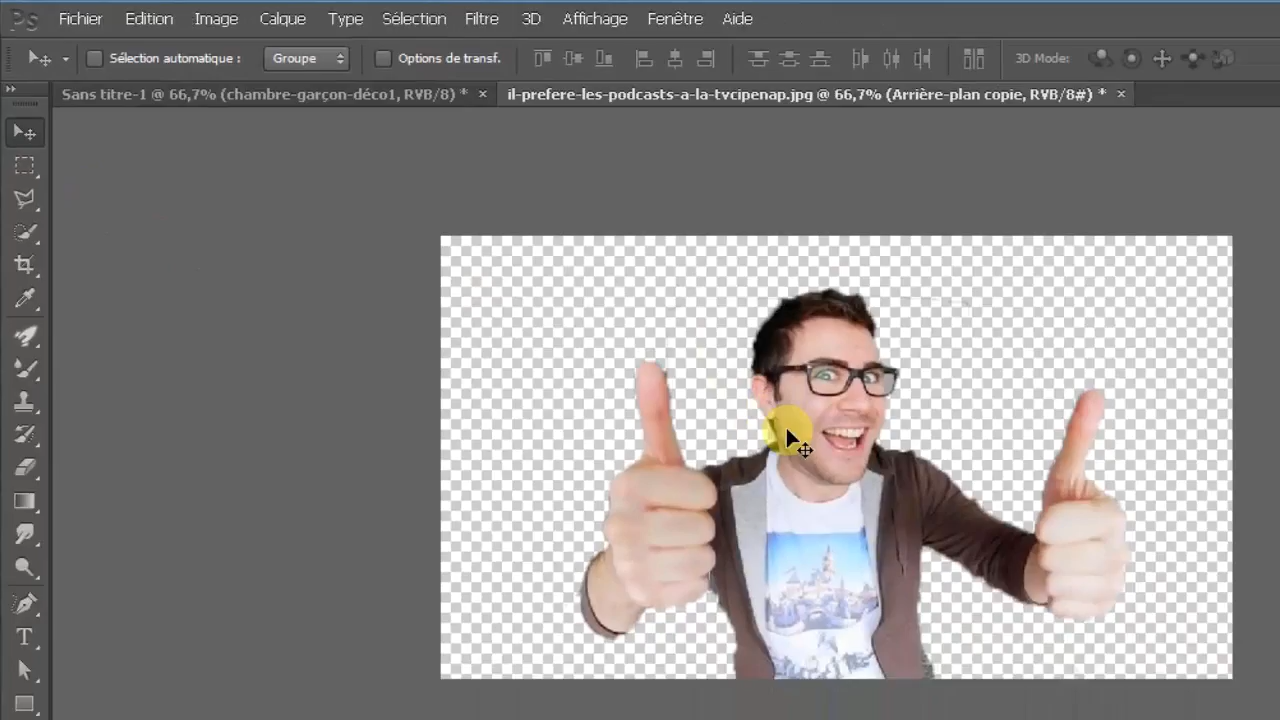 Ps Fichier Edition Image Calque Type Sélection Filtre 3D Affichage Fenêtre Aide
Sélection automatique : Groupe Options de transf. 3D Mode:
Sans titre-1 @ 66,7% (chambre-garçon-déco1, RVB/8) * × il-prefere-les-podcasts-a-la-tvcipenap.jpg @ 66,7% (Arrière-plan copie, RVB/8#) * ×
T